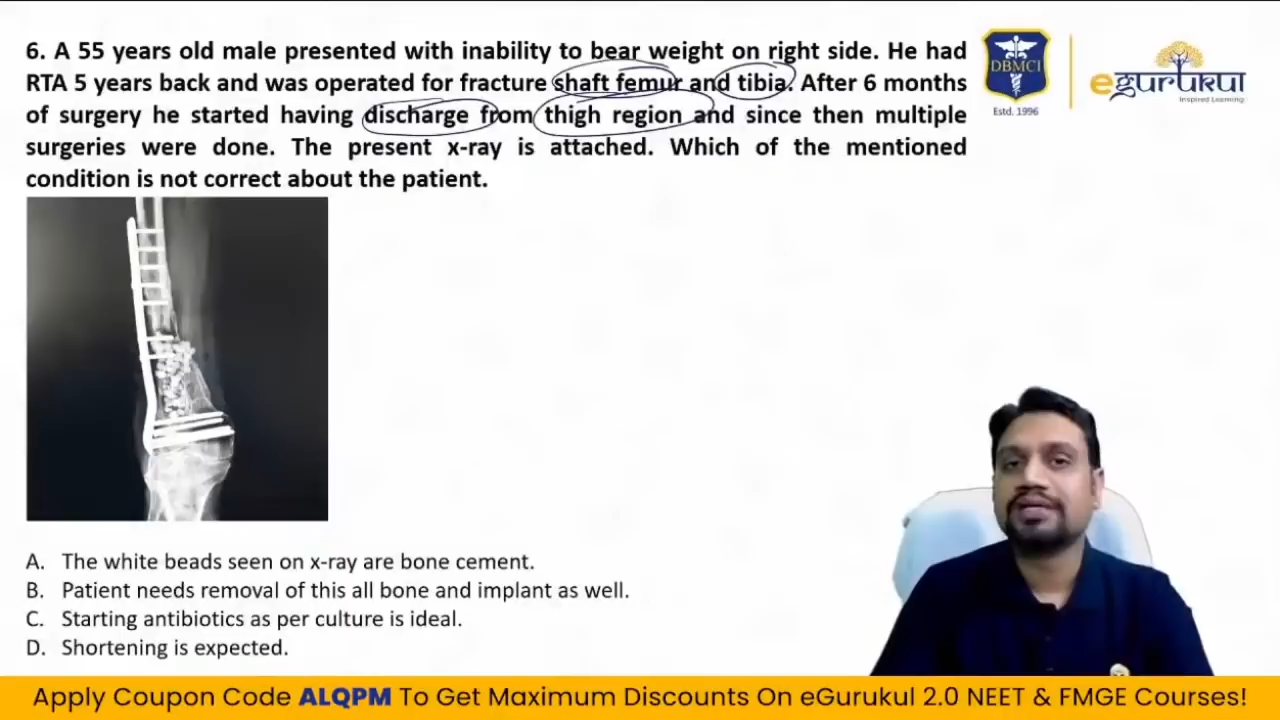 6. A 55 years old male presented with inability to bear weight on right side. He had
RTA 5 years back and was operated for fracture shaft femur and tibia. After 6 months
of surgery he started having discharge from thigh region and since then multiple
surgeries were done. The present x-ray is attached. Which of the mentioned
condition is not correct about the patient.
DBMCI
Estd. 1996
egurukul
Inspired Learning
A. The white beads seen on x-ray are bone cement.
B. Patient needs removal of this all bone and implant as well.
C. Starting antibiotics as per culture is ideal.
D. Shortening is expected.
Apply Coupon Code ALQPM To Get Maximum Discounts On eGurukul 2.0 NEET & FMGE Courses!